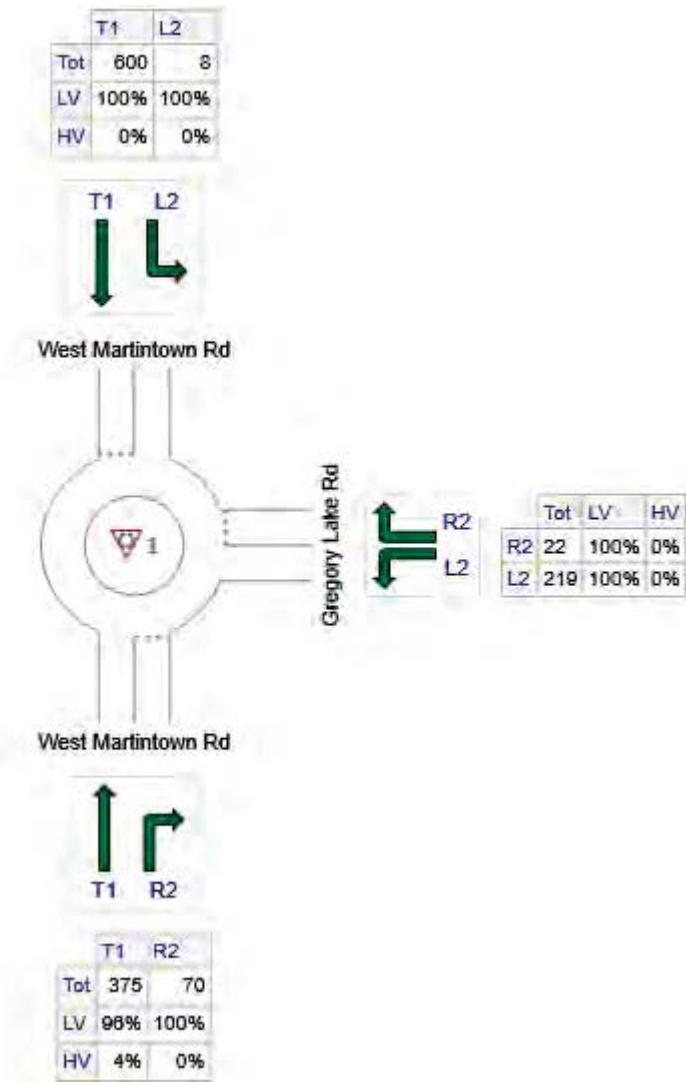 T1 L2
Tot 600 8
LV 100% 100%
HV 0% 0%
T1 L2
West Martintown Rd
1
Gregory Lake Rd
R2
L2
Tot LV HV
R2 22 100% 0%
L2 219 100% 0%
West Martintown Rd
T1 R2
T1 R2
Tot 375 70
LV 96% 100%
HV 4% 0%